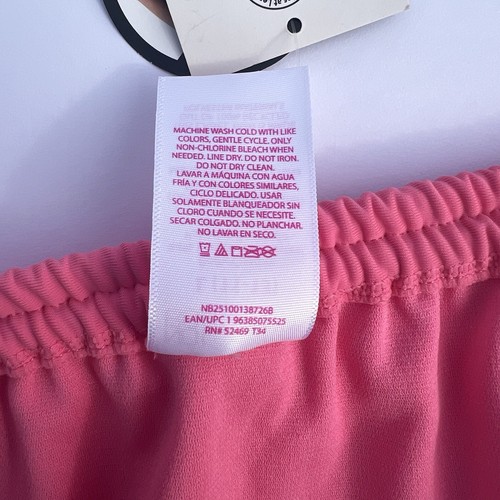 MACHINE WASH COLD WITH LIKE
COLORS, GENTLE CYCLE. ONLY
NON-CHLORINE BLEACH WHEN
NEEDED. LINE DRY. DO NOT IRON.
DO NOT DRY CLEAN.
LAVAR A MÁQUINA CON AGUA
FRÍA Y CON COLORES SIMILARES,
CICLO DELICADO. USAR
SOLAMENTE BLANQUEADOR SIN
CLORO CUANDO SE NECESITE.
SECAR COLGADO. NO PLANCHAR.
NO LAVAR EN SECO.
NB251001387268
EAN/UPC 1 96385075525
RN# 52469 T34